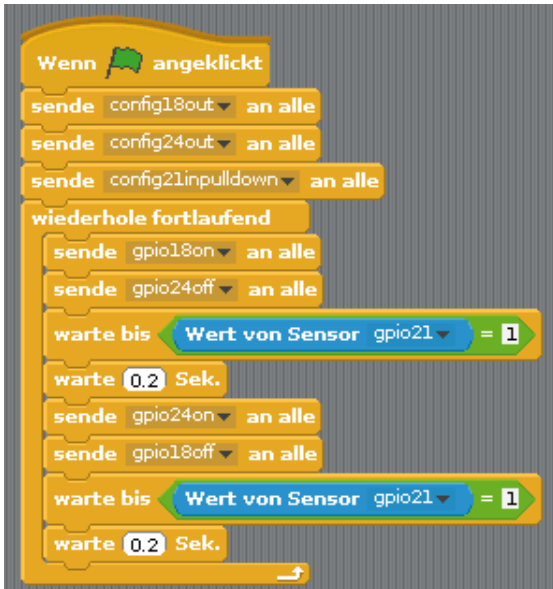 Wenn angeklickt
sende config18out an alle
sende config24out an alle
sende config21inpulldown an alle
wiederhole fortlaufend
sende gpio18on an alle
sende gpio24off an alle
warte bis Wert von Sensor gpio21 = 1
warte 0.2 Sek.
sende gpio24on an alle
sende gpio18off an alle
warte bis Wert von Sensor gpio21 = 1
warte 0.2 Sek.